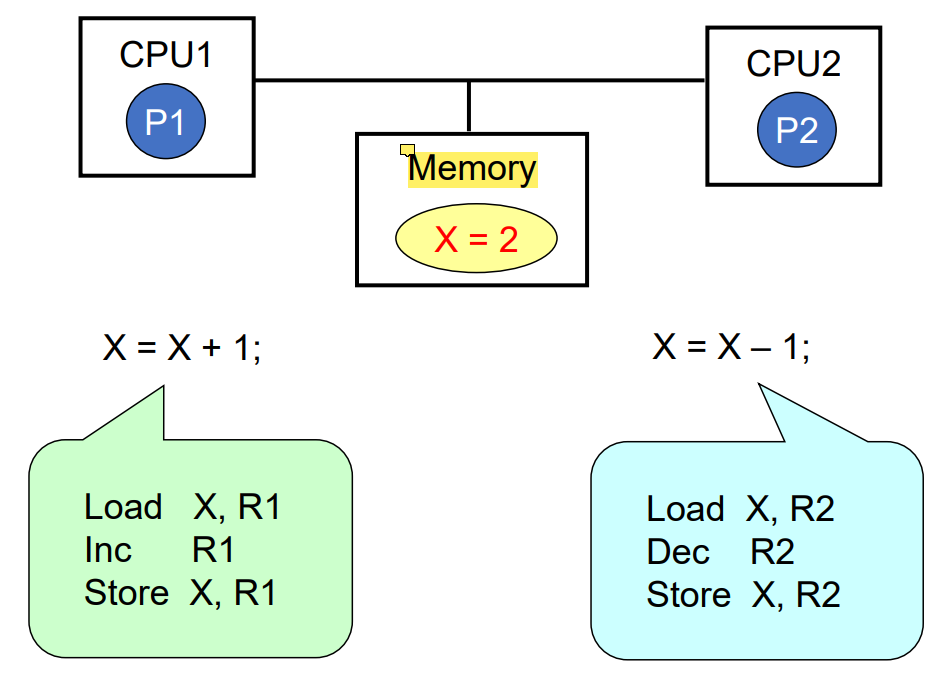 CPU1
P1
CPU2
P2
Memory
X = 2
X = X + 1;
X = X – 1;
Load X, R1
Inc R1
Store X, R1
Load X, R2
Dec R2
Store X, R2